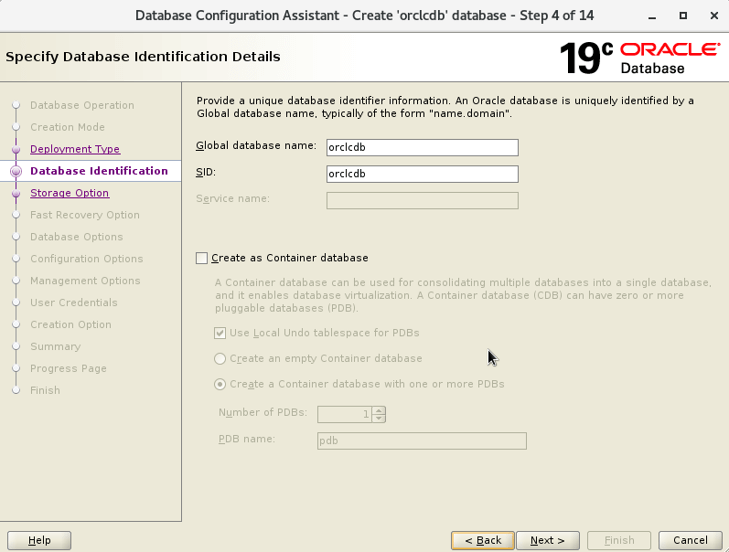 Database Configuration Assistant - Create 'orclcdb' database - Step 4 of 14
Specify Database Identification Details
19c ORACLE
Database
Database Operation
Creation Mode
Deployment Type
Database Identification
Storage Option
Fast Recovery Option
Database Options
Configuration Options
Management Options
User Credentials
Creation Option
Summary
Progress Page
Finish
Provide a unique database identifier information. An Oracle database is uniquely identified by a
Global database name, typically of the form "name.domain".
Global database name: orclcdb
SID: orclcdb
Service name:
Create as Container database
A Container database can be used for consolidating multiple databases into a single database,
and it enables database virtualization. A Container database (CDB) can have zero or more
pluggable databases (PDB).
Use Local Undo tablespace for PDBs
Create an empty Container database
Create a Container database with one or more PDBs
Number of PDBs: 1
PDB name: pdb
Help
< Back
Next >
Finish
Cancel